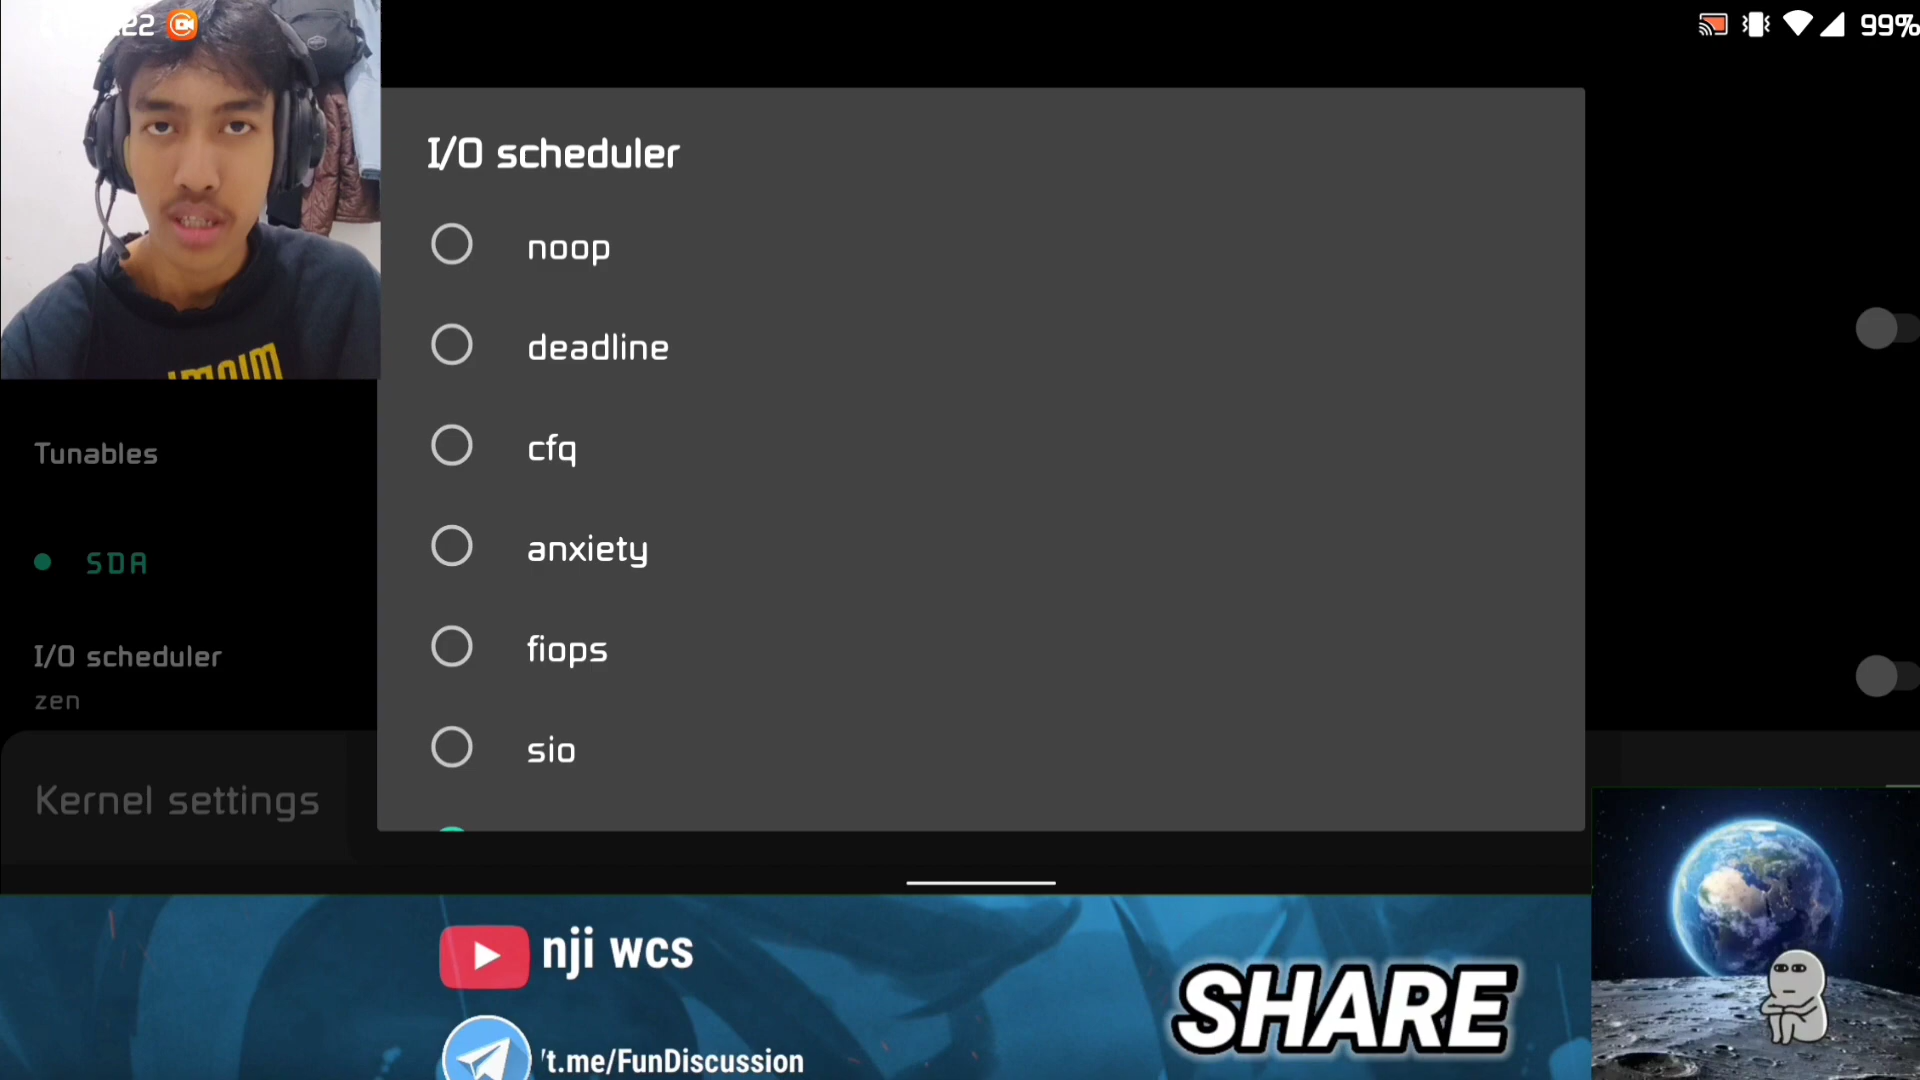 :22
99%
I/O scheduler
noop
deadline
cfq
anxiety
fiops
sio
Tunables
SDA
I/O scheduler
zen
Kernel settings
nji wcs
/t.me/FunDiscussion
SHARE